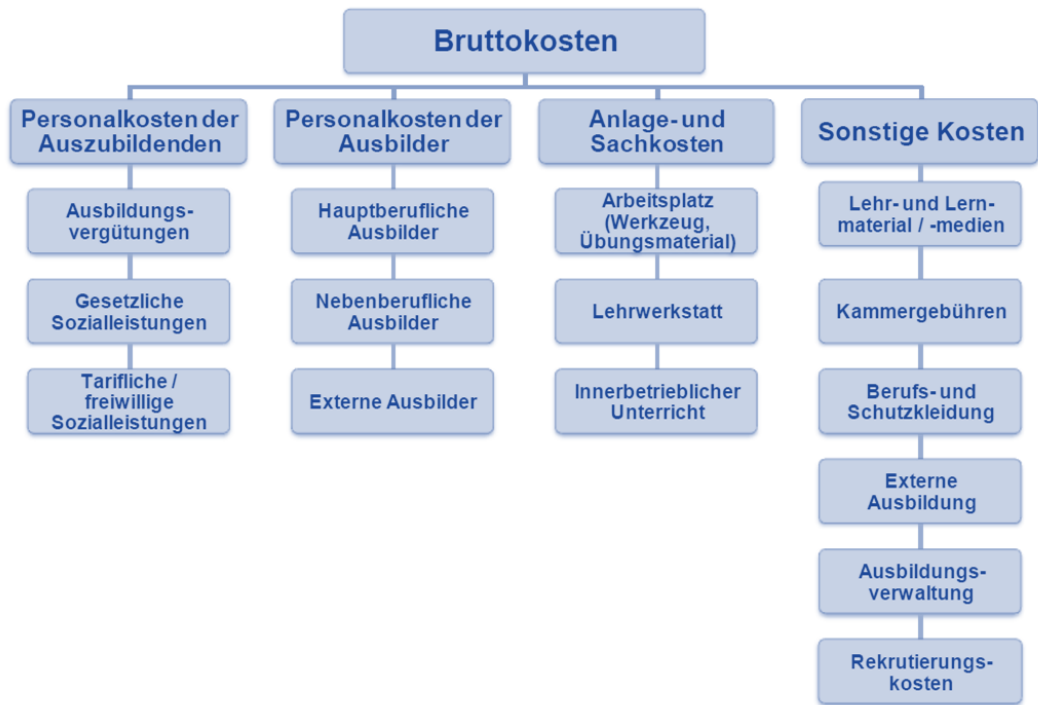 Bruttokosten
Personalkosten der
Auszubildenden
Personalkosten der
Ausbilder
Anlage- und
Sachkosten
Sonstige Kosten
Ausbildungs-
vergütungen
Gesetzliche
Sozialleistungen
Tarifliche /
freiwillige
Sozialleistungen
Hauptberufliche
Ausbilder
Nebenberufliche
Ausbilder
Externe Ausbilder
Arbeitsplatz
(Werkzeug,
Übungsmaterial)
Lehrwerkstatt
Innerbetrieblicher
Unterricht
Lehr- und Lern-
material / -medien
Kammergebühren
Berufs- und
Schutzkleidung
Externe
Ausbildung
Ausbildungs-
verwaltung
Rekrutierungs-
kosten